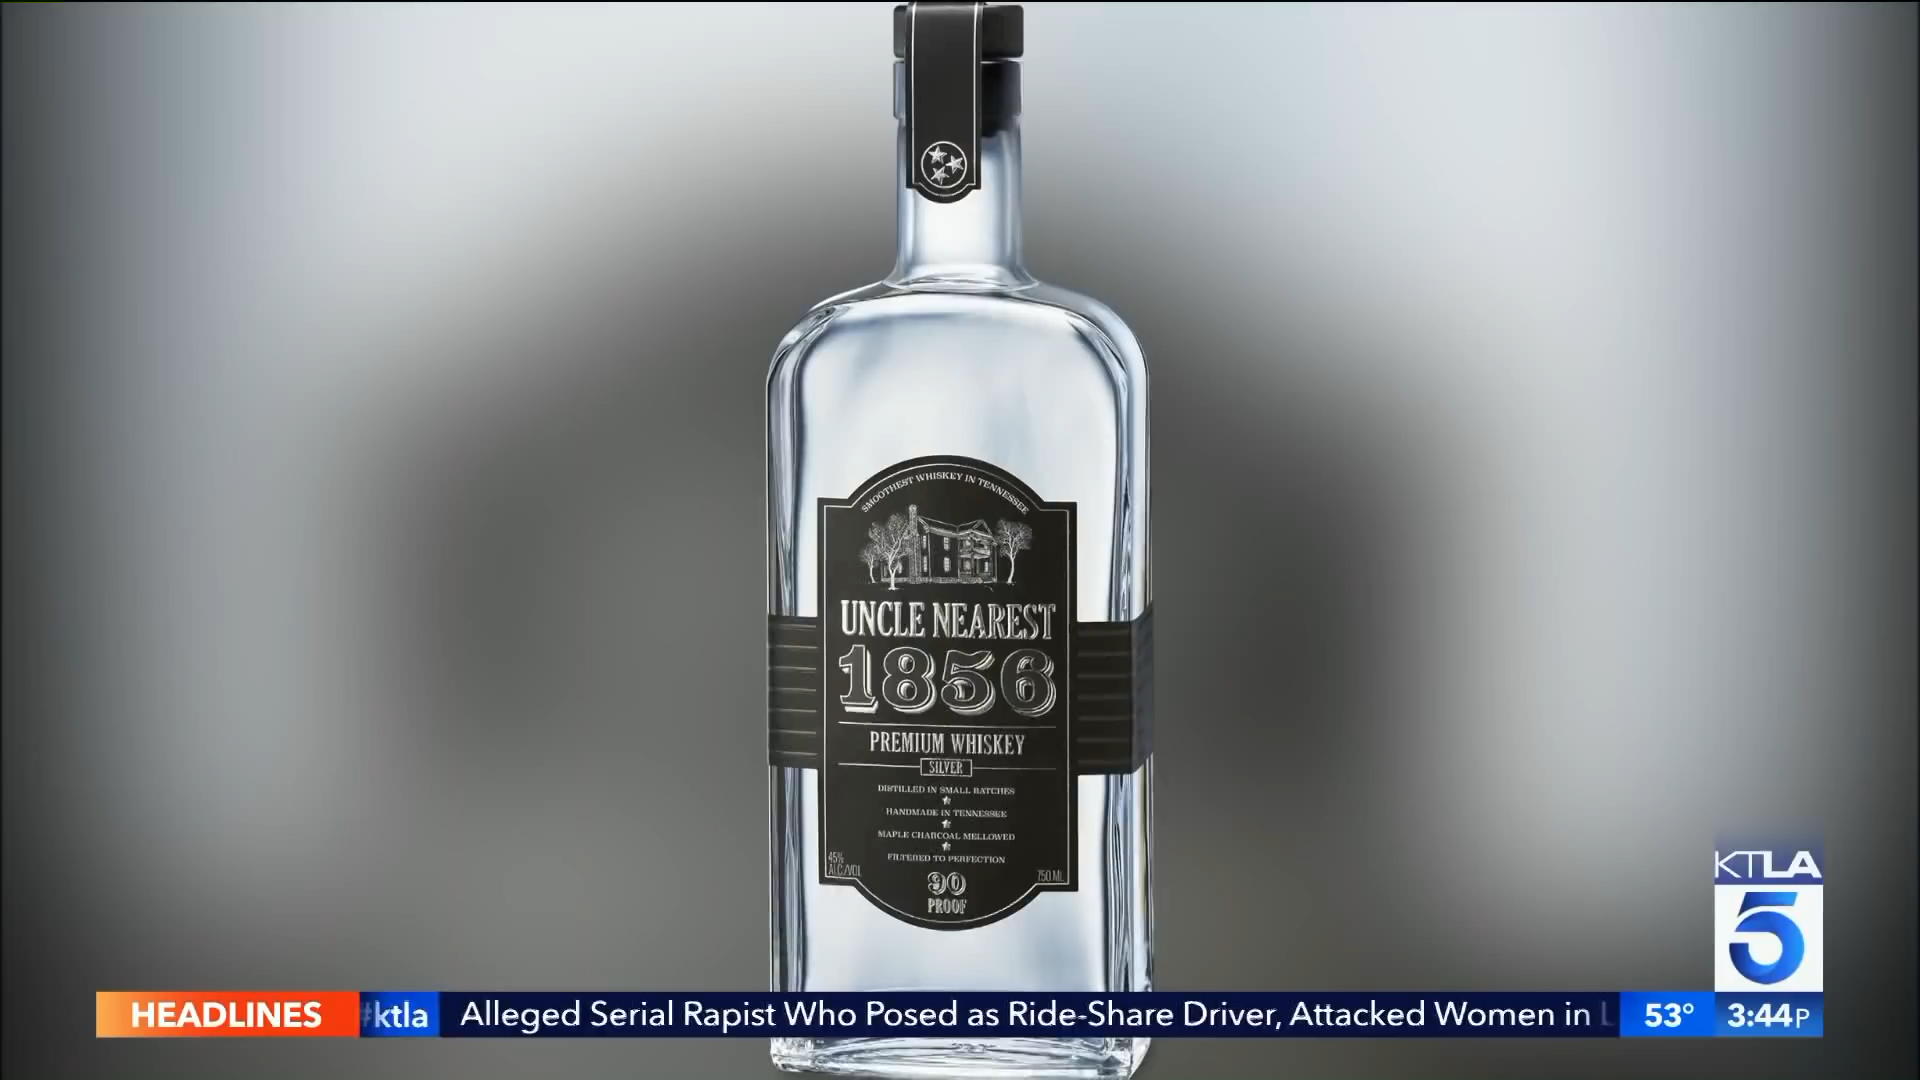 SMOOTHEST WHISKEY IN TENNESSEE
UNCLE NEAREST
1856
PREMIUM WHISKEY
SILVER
DISTILLED IN SMALL BATCHES
HANDMADE IN TENNESSEE
MAPLE CHARCOAL MELLOWED
FILTERED TO PERFECTION
45%
ALC./VOL
750 ML
90
PROOF
KTLA
5
HEADLINES
#ktla
Alleged Serial Rapist Who Posed as Ride-Share Driver, Attacked Women in
53°
3:44P